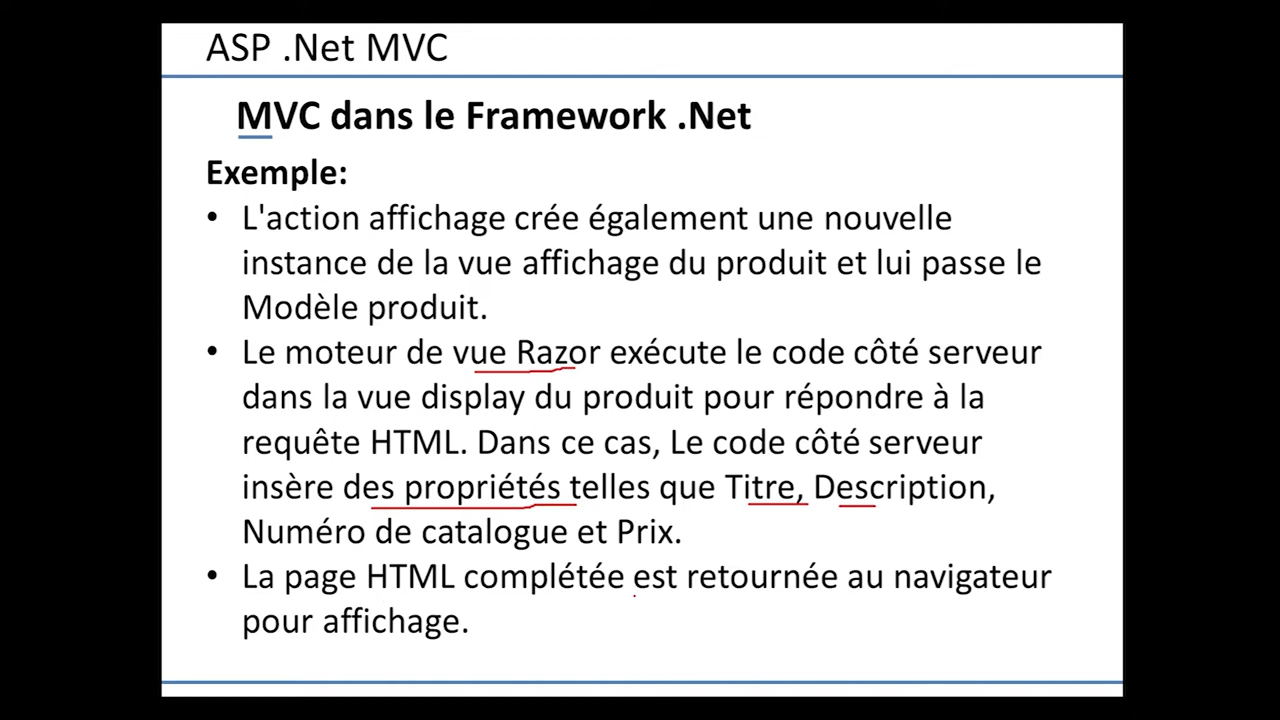 ASP .Net MVC
MVC dans le Framework .Net
Exemple:
• L'action affichage crée également une nouvelle
instance de la vue affichage du produit et lui passe le
Modèle produit.
• Le moteur de vue Razor exécute le code côté serveur
dans la vue display du produit pour répondre à la
requête HTML. Dans ce cas, Le code côté serveur
insère des propriétés telles que Titre, Description,
Numéro de catalogue et Prix.
• La page HTML complétée est retournée au navigateur
pour affichage.